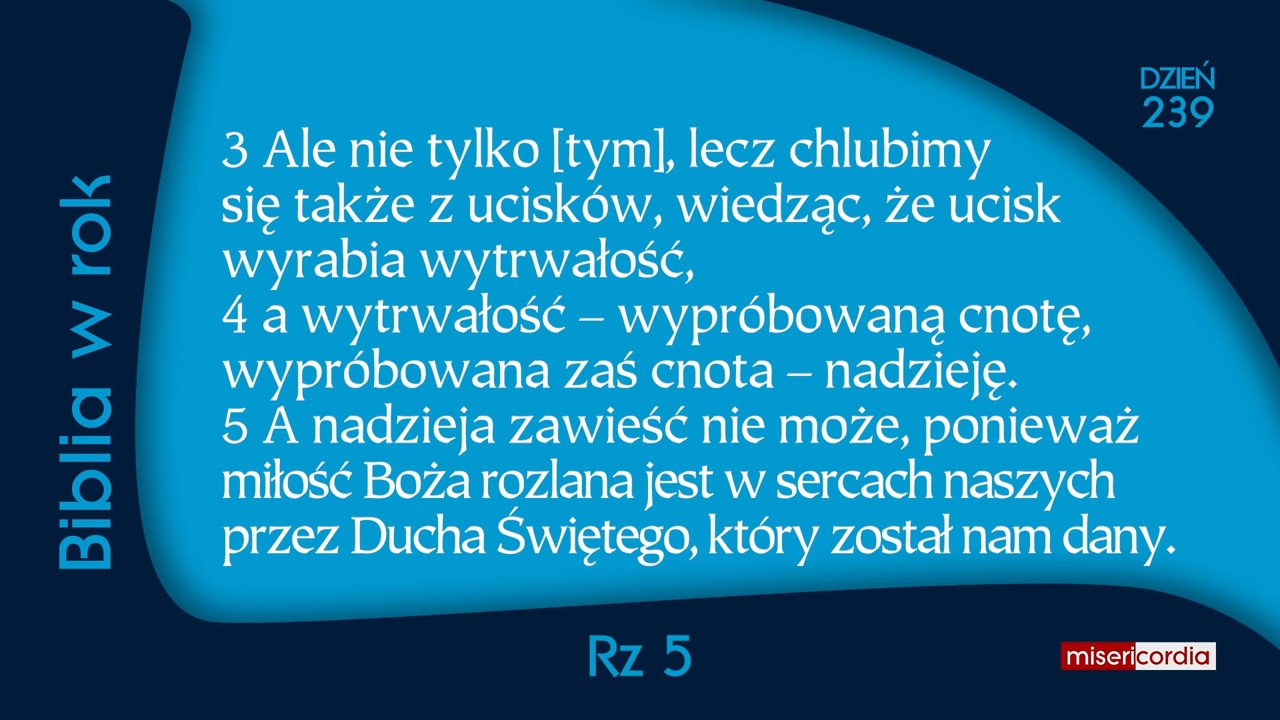 DZIEŃ
239
Biblia w rok
3 Ale nie tylko [tym], lecz chlubimy
się także z ucisków, wiedząc, że ucisk
wyrabia wytrwałość,
4 a wytrwałość – wypróbowaną cnotę,
wypróbowana zaś cnota – nadzieję.
5 A nadzieja zawieść nie może, ponieważ
miłość Boża rozlana jest w sercach naszych
przez Ducha Świętego, który został nam dany.
Rz 5
misericordia